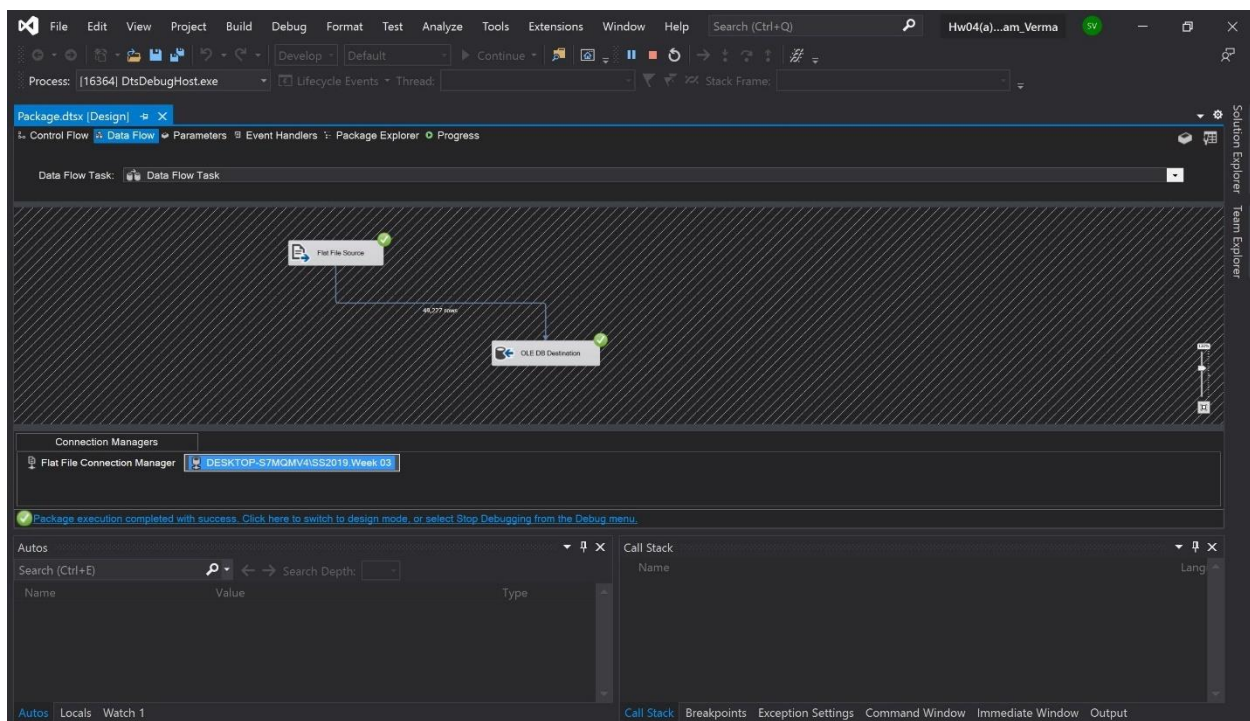 File Edit View Project Build Debug Format Test Analyze Tools Extensions Window Help Search (Ctrl+Q) Hw04(a)...am_Verma SV
Develop Default Continue
Process: [16364] DtsDebugHost.exe Lifecycle Events Thread: Stack Frame:
Package.dtsx [Design]
Control Flow Data Flow Parameters Event Handlers Package Explorer Progress
Data Flow Task: Data Flow Task
Solution Explorer
Team Explorer
Flat File Source
49,277 rows
OLE DB Destination
Connection Managers
Flat File Connection Manager DESKTOP-S7MQMV4\SS2019.Week 03
Package execution completed with success. Click here to switch to design mode, or select Stop Debugging from the Debug menu.
Autos
Search (Ctrl+E) Search Depth:
Name Value Type
Autos Locals Watch 1
Call Stack
Name Lang
Call Stack Breakpoints Exception Settings Command Window Immediate Window Output